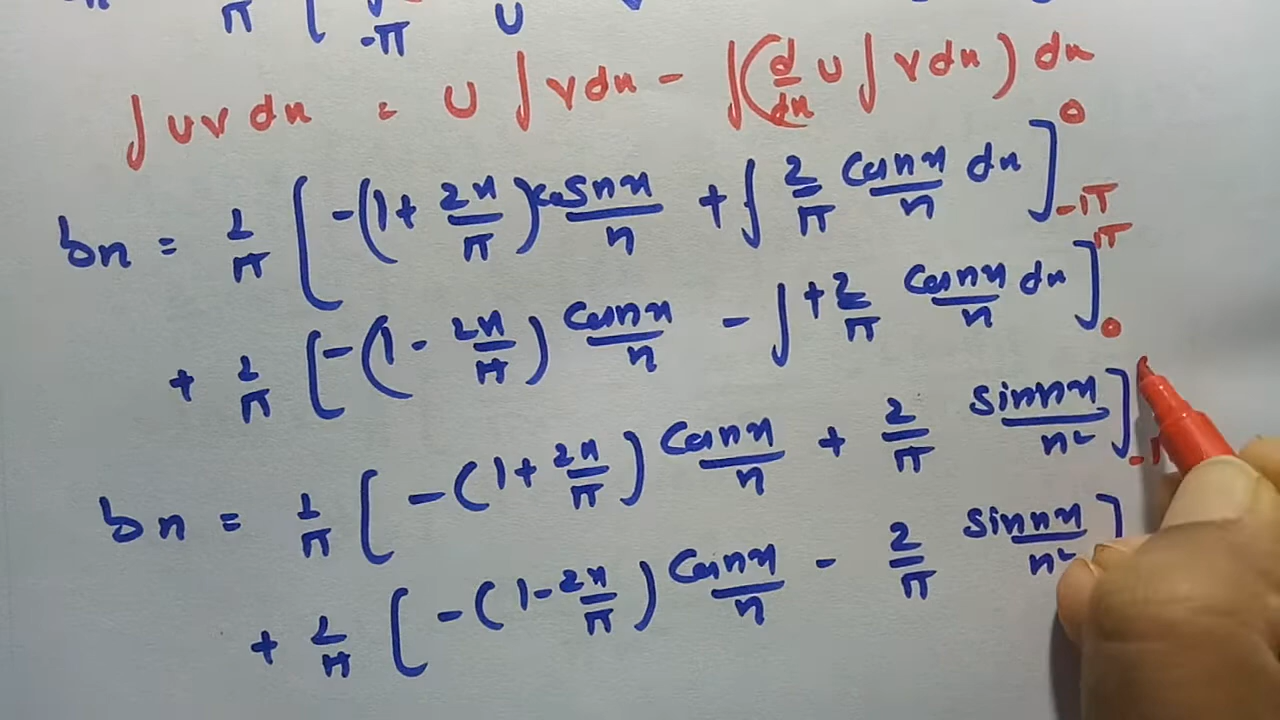 π [ ∫ -π U
∫ u v dx = U ∫ v dx - ∫ ( d/dx U ∫ v dx ) dx
bn = 1/π [ -(1 + 2x/π) cos nx / n + ∫ 2/π cos nx / n dx ]_{-π}^{0}
+ 1/π [ -(1 - 2x/π) cos nx / n - ∫ + 2/π cos nx / n dx ]_{0}^{π}
bn = 1/π [ -(1 + 2x/π) cos nx / n + 2/π sin nx / n² ]_{-π}
+ 1/π [ -(1 - 2x/π) cos nx / n - 2/π sin nx / n² ]